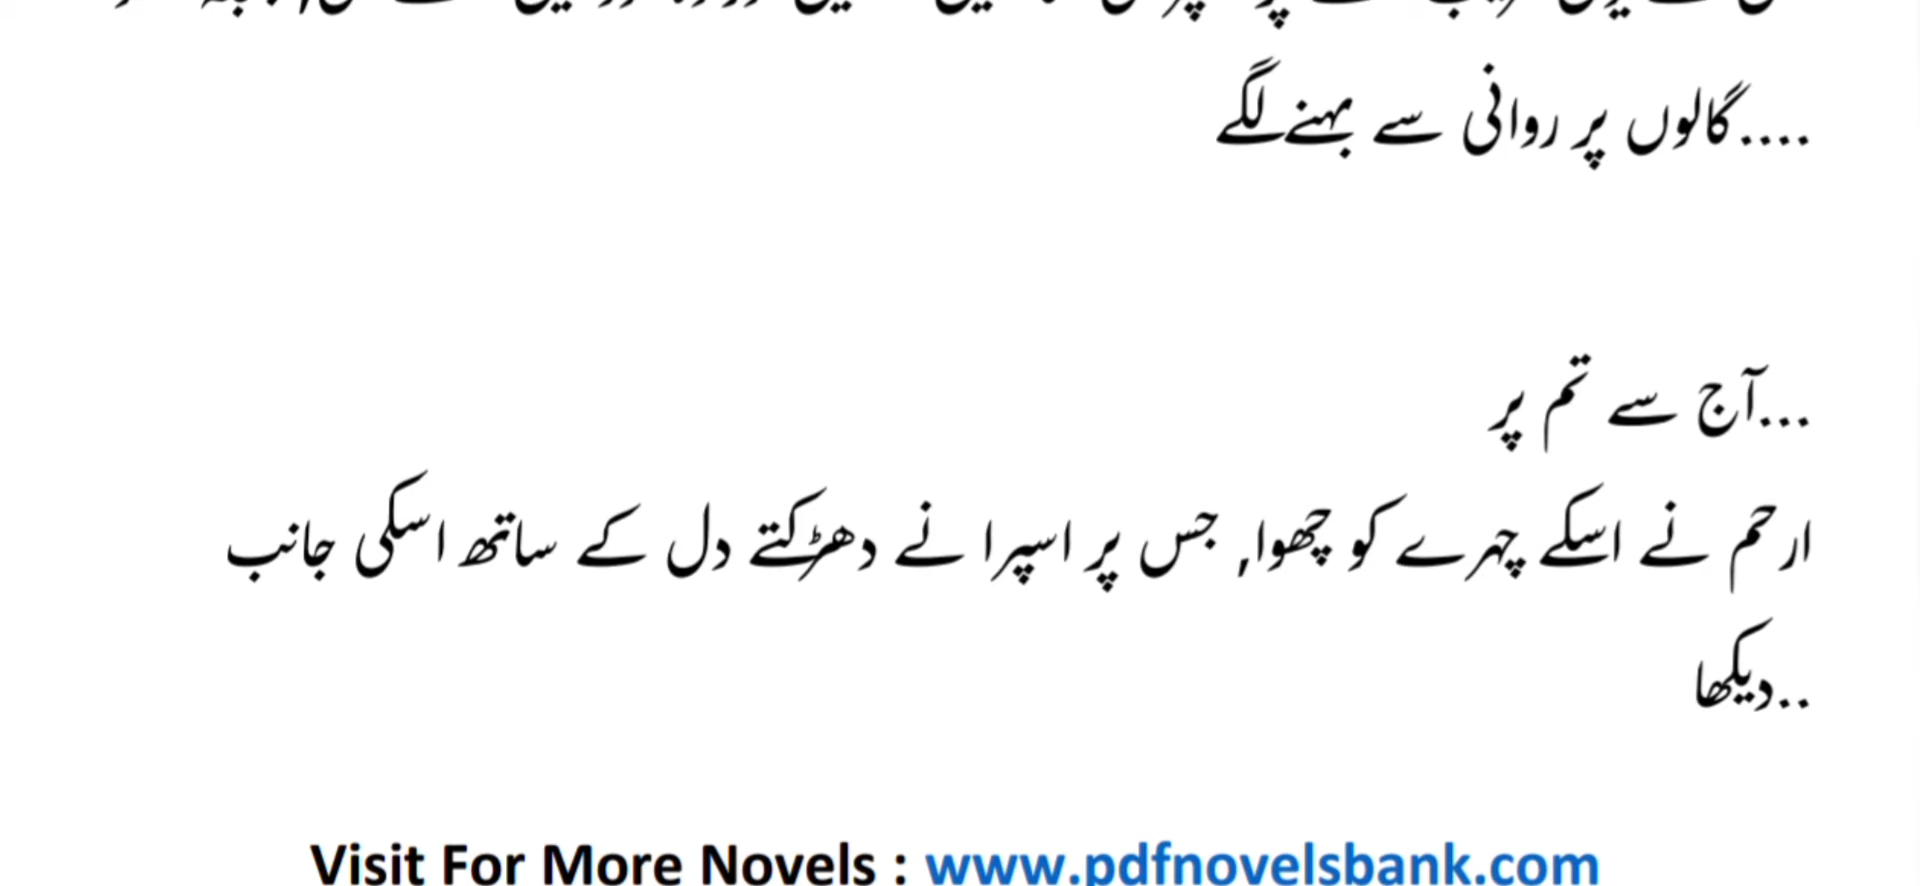 ....گالوں پر روانی سے بہنے لگے
...آج سے تم پر
ارحم نے اسکے چہرے کو چھوا, جس پر اسپرا نے دھڑکتے دل کے ساتھ اسکی جانب
..دیکھا
Visit For More Novels : www.pdfnovelsbank.com